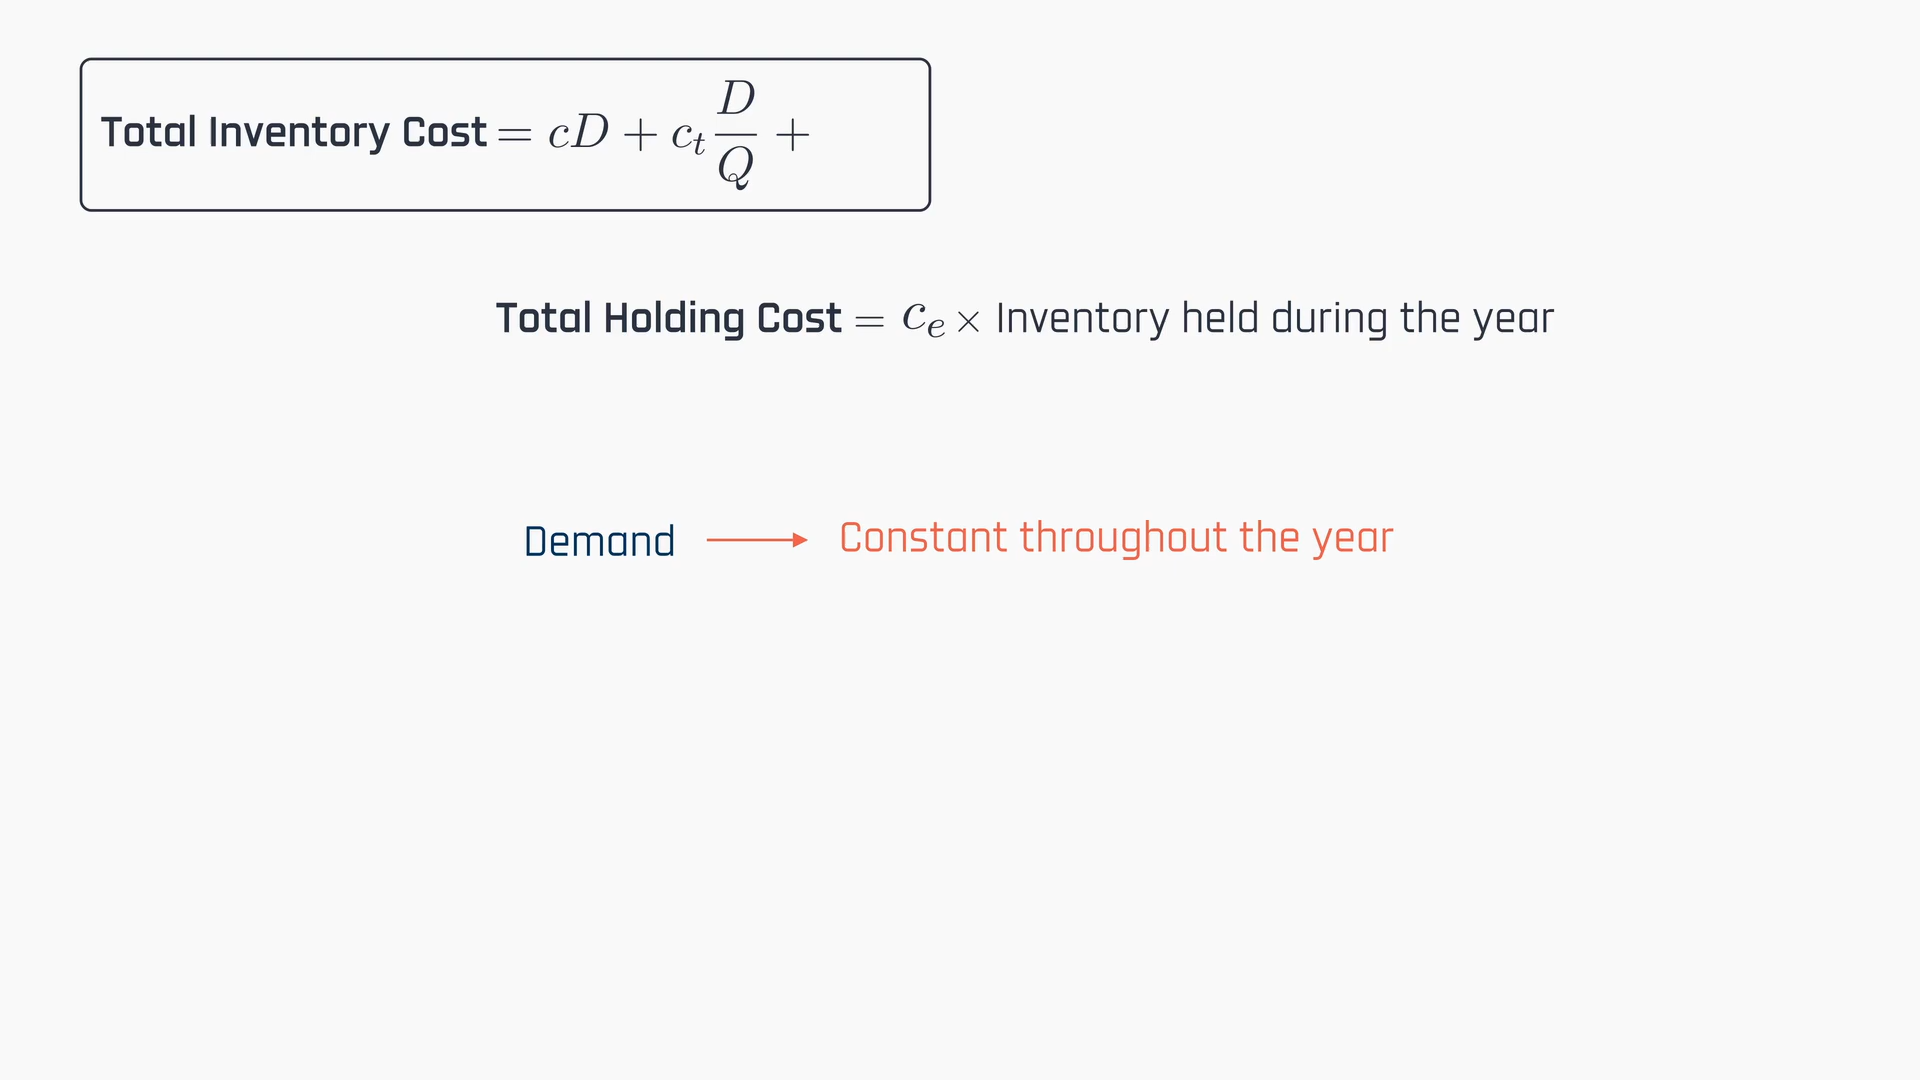 Total Inventory Cost = cD + c_t D/Q +
Total Holding Cost = c_e × Inventory held during the year
Demand → Constant throughout the year